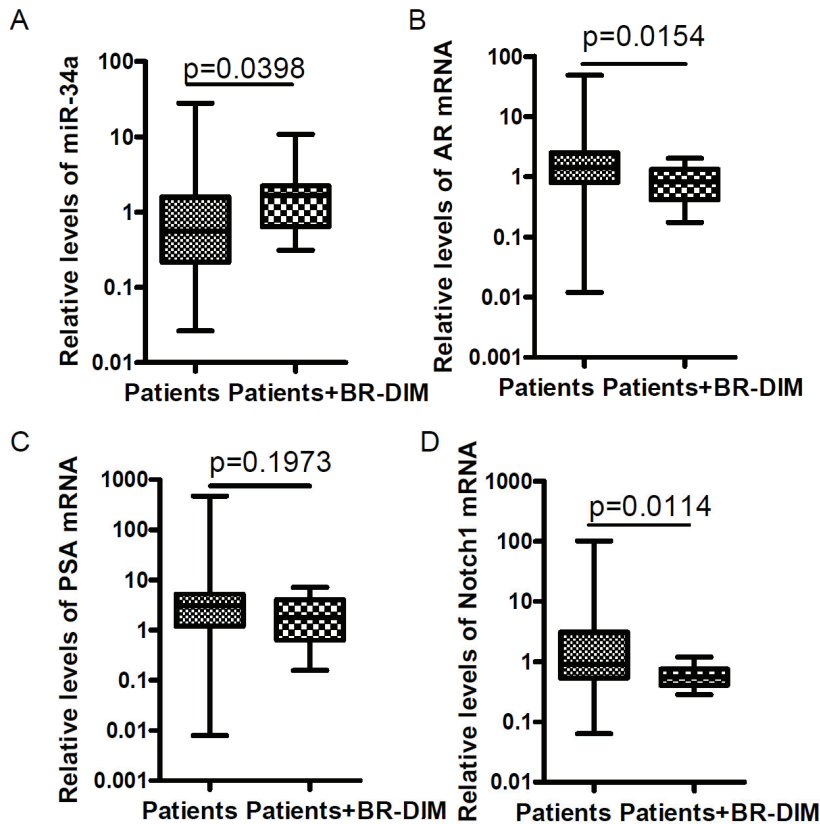 A
Relative levels of miR-34a
100
10
1
0.1
0.01
p=0.0398
Patients Patients+BR-DIM
B
Relative levels of AR mRNA
100
10
1
0.1
0.01
0.001
p=0.0154
Patients Patients+BR-DIM
C
Relative levels of PSA mRNA
1000
100
10
1
0.1
0.01
0.001
p=0.1973
Patients Patients+BR-DIM
D
Relative levels of Notch1 mRNA
1000
100
10
1
0.1
0.01
p=0.0114
Patients Patients+BR-DIM